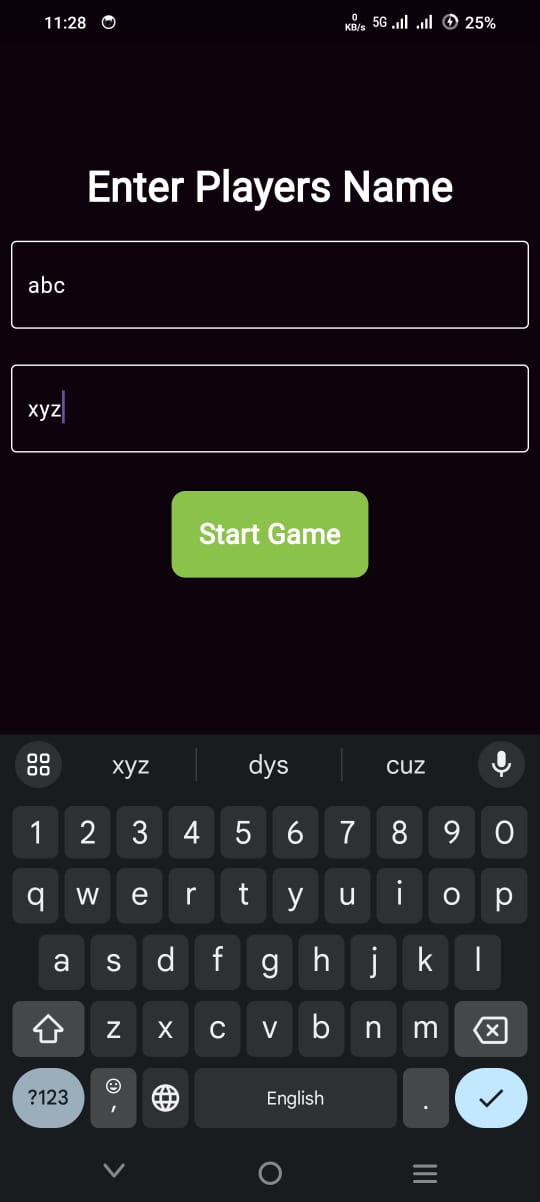 11:28 0 KB/s 5G 25%
Enter Players Name
abc
xyz
Start Game
xyz dys cuz
1 2 3 4 5 6 7 8 9 0
q w e r t y u i o p
a s d f g h j k l
z x c v b n m
?123 , English .